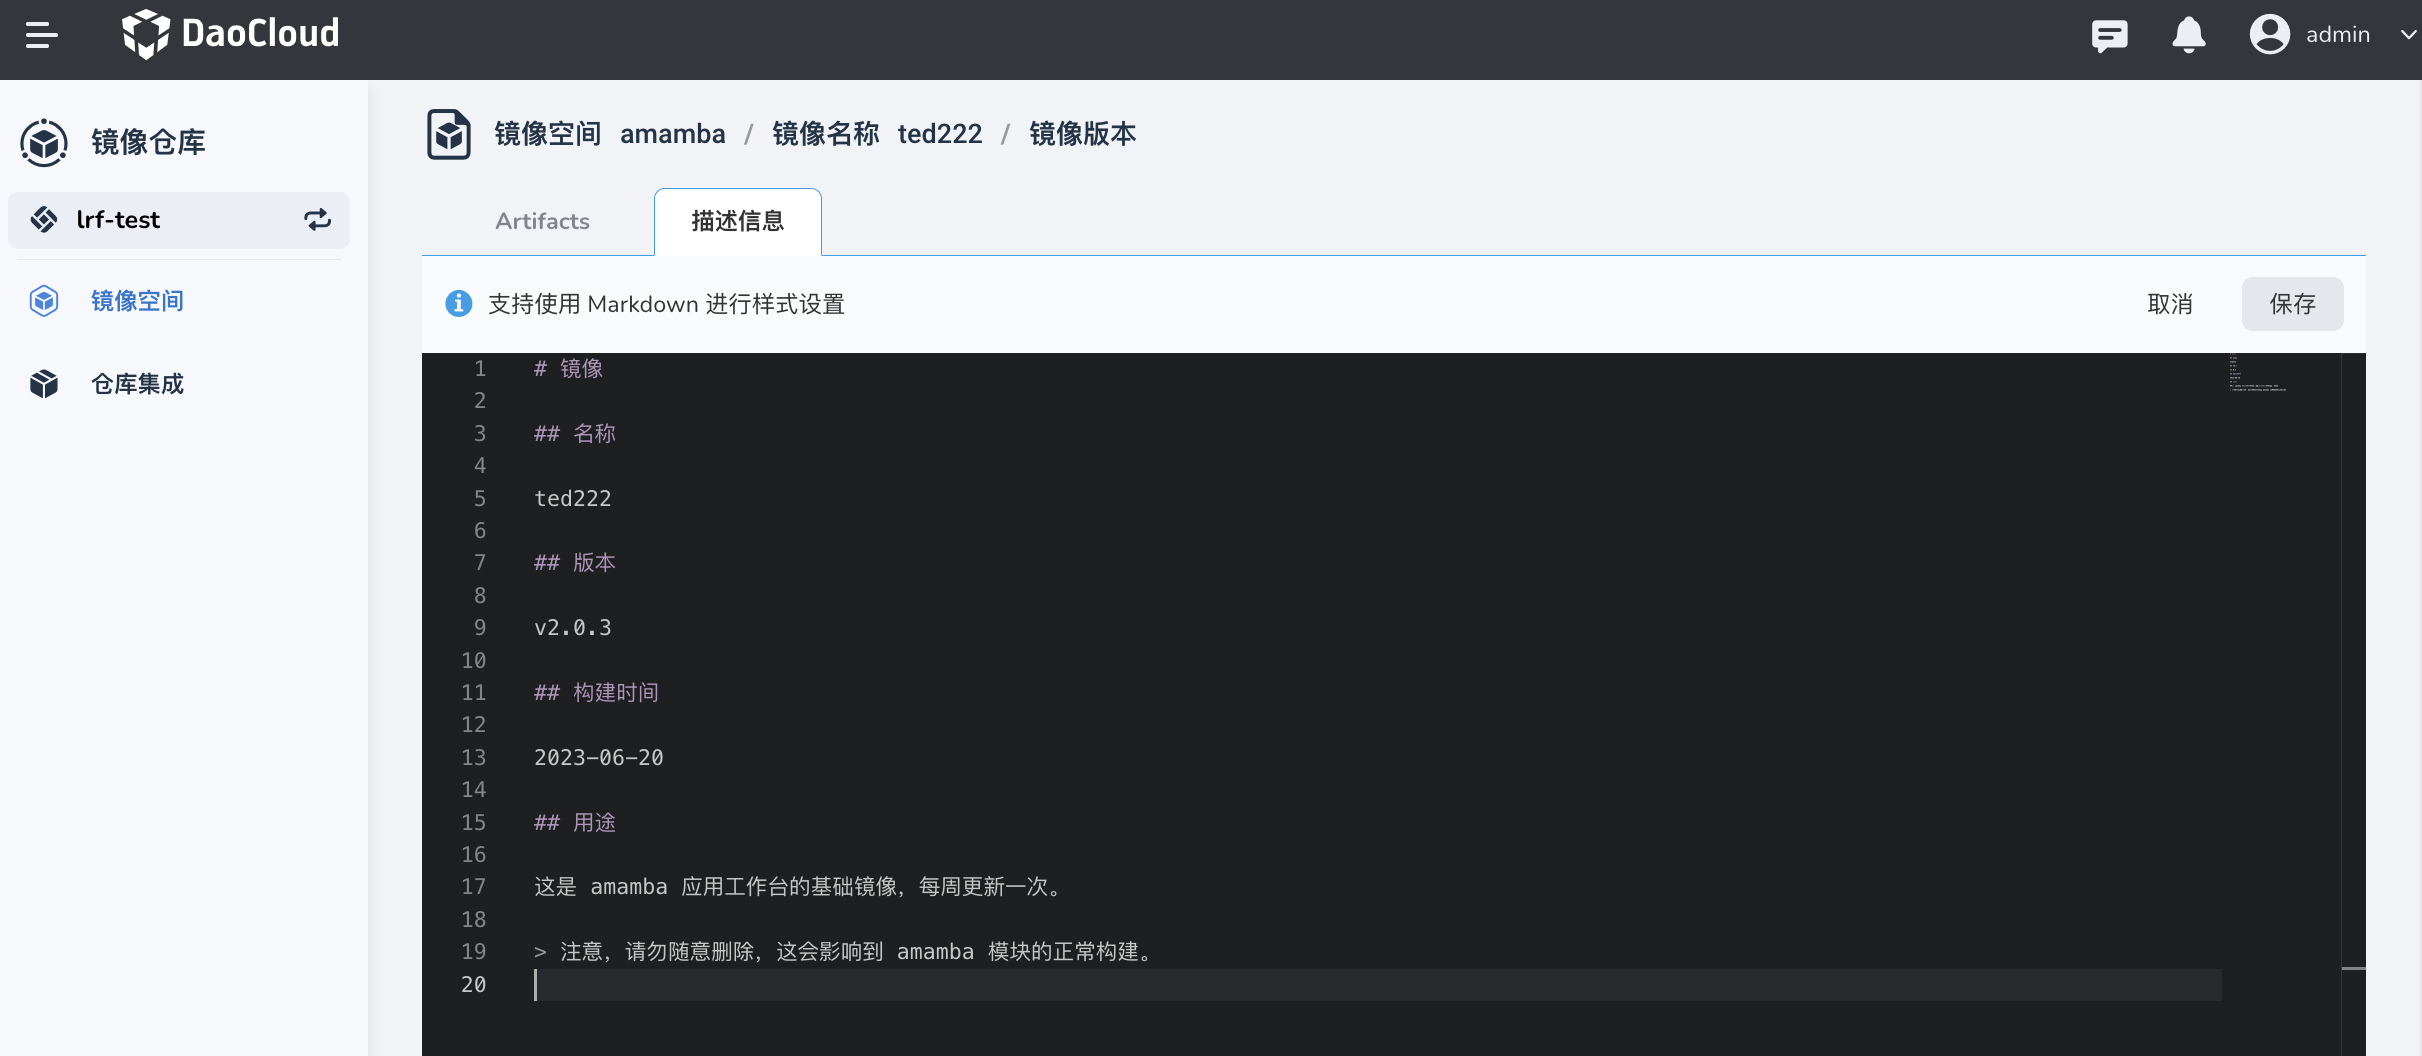 DaoCloud
admin
镜像仓库
lrf-test
镜像空间
仓库集成
镜像空间 amamba / 镜像名称 ted222 / 镜像版本
Artifacts
描述信息
支持使用 Markdown 进行样式设置
取消
保存
1 # 镜像
2
3 ## 名称
4
5 ted222
6
7 ## 版本
8
9 v2.0.3
10
11 ## 构建时间
12
13 2023-06-20
14
15 ## 用途
16
17 这是 amamba 应用工作台的基础镜像，每周更新一次。
18
19 > 注意，请勿随意删除，这会影响到 amamba 模块的正常构建。
20